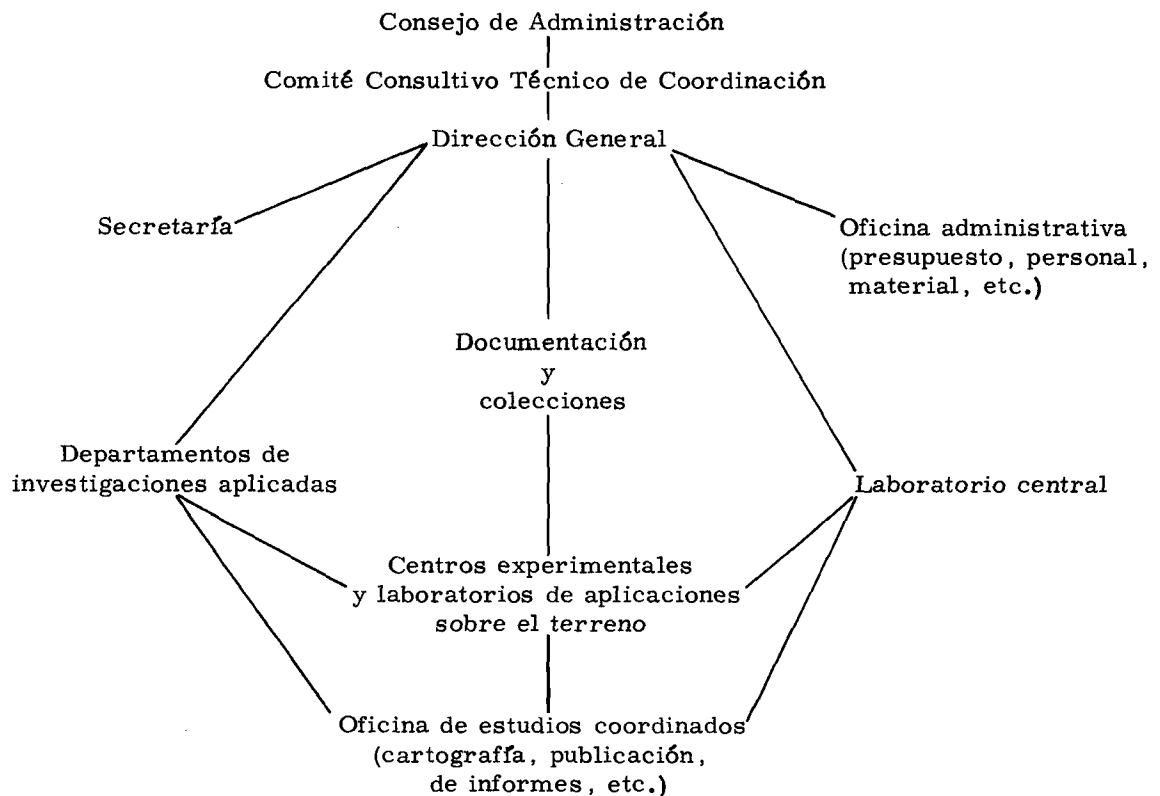 Consejo de Administración
Comité Consultivo Técnico de Coordinación
Dirección General
Secretaría
Oficina administrativa
(presupuesto, personal,
material, etc.)
Documentación
y
colecciones
Departamentos de
investigaciones aplicadas
Laboratorio central
Centros experimentales
y laboratorios de aplicaciones
sobre el terreno
Oficina de estudios coordinados
(cartografía, publicación,
de informes, etc.)